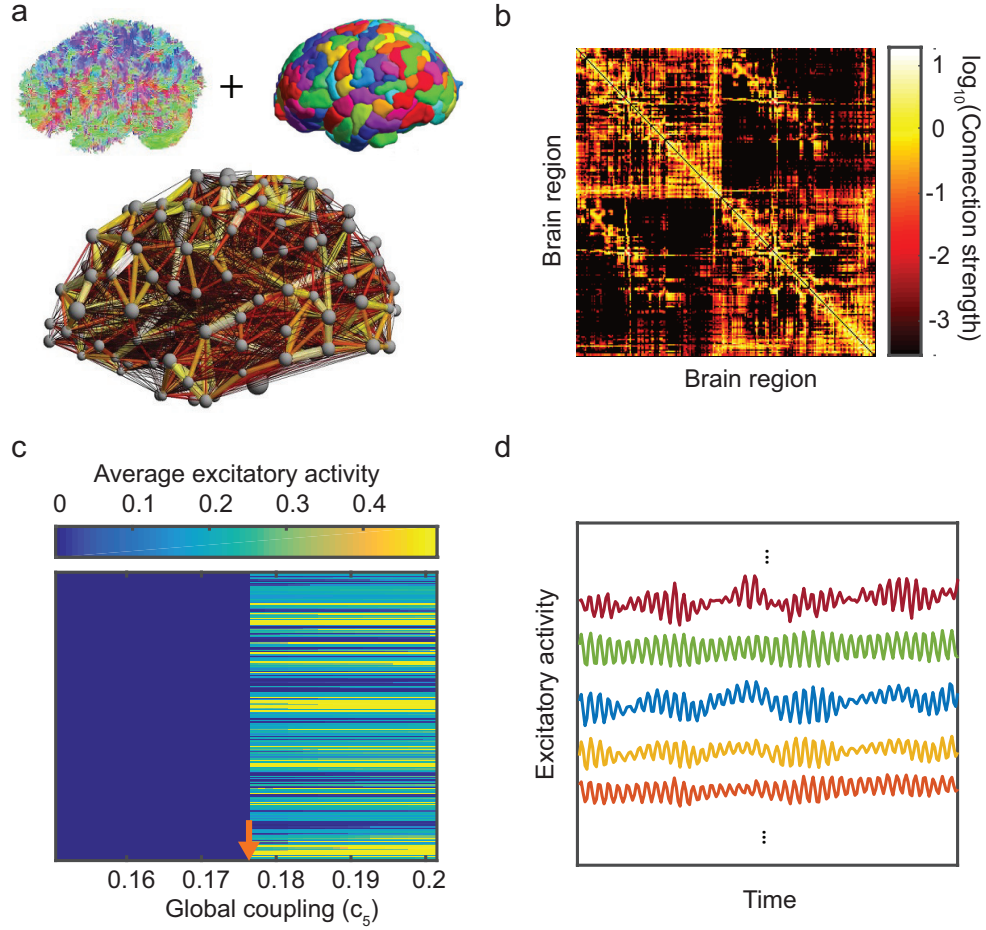 a
+
b
Brain region
Brain region
1
0
-1
-2
-3
log10(Connection strength)
c
Average excitatory activity
0 0.1 0.2 0.3 0.4
0.16 0.17 0.18 0.19 0.2
Global coupling (c5)
d
Excitatory activity
...
...
Time